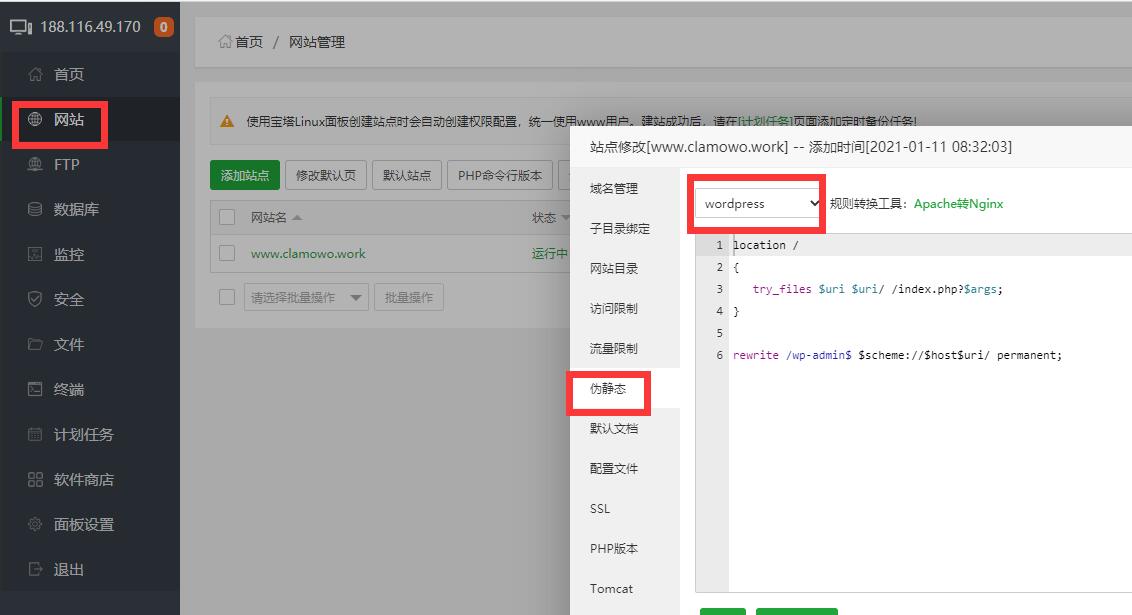 188.116.49.170 0
首页
网站
FTP
数据库
监控
安全
文件
终端
计划任务
软件商店
面板设置
退出
首页 / 网站管理
使用宝塔Linux面板创建站点时会自动创建权限配置，统一使用www用户。建站成功后，请在[计划任务]页面添加定时备份任务!
添加站点 修改默认页 默认站点 PHP命令行版本
网站名 状态
www.clamowo.work 运行中
请选择批量操作 批量操作
站点修改[www.clamowo.work] -- 添加时间[2021-01-11 08:32:03]
域名管理
子目录绑定
网站目录
访问限制
流量限制
伪静态
默认文档
配置文件
SSL
PHP版本
Tomcat
wordpress 规则转换工具：Apache转Nginx
1 location /
2 {
3 try_files $uri $uri/ /index.php?$args;
4 }
5
6 rewrite /wp-admin$ $scheme://$host$uri/ permanent;